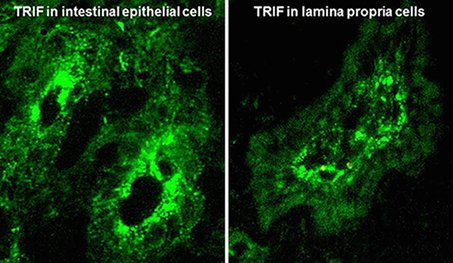 TRIF in intestinal epithelial cells
TRIF in lamina propria cells